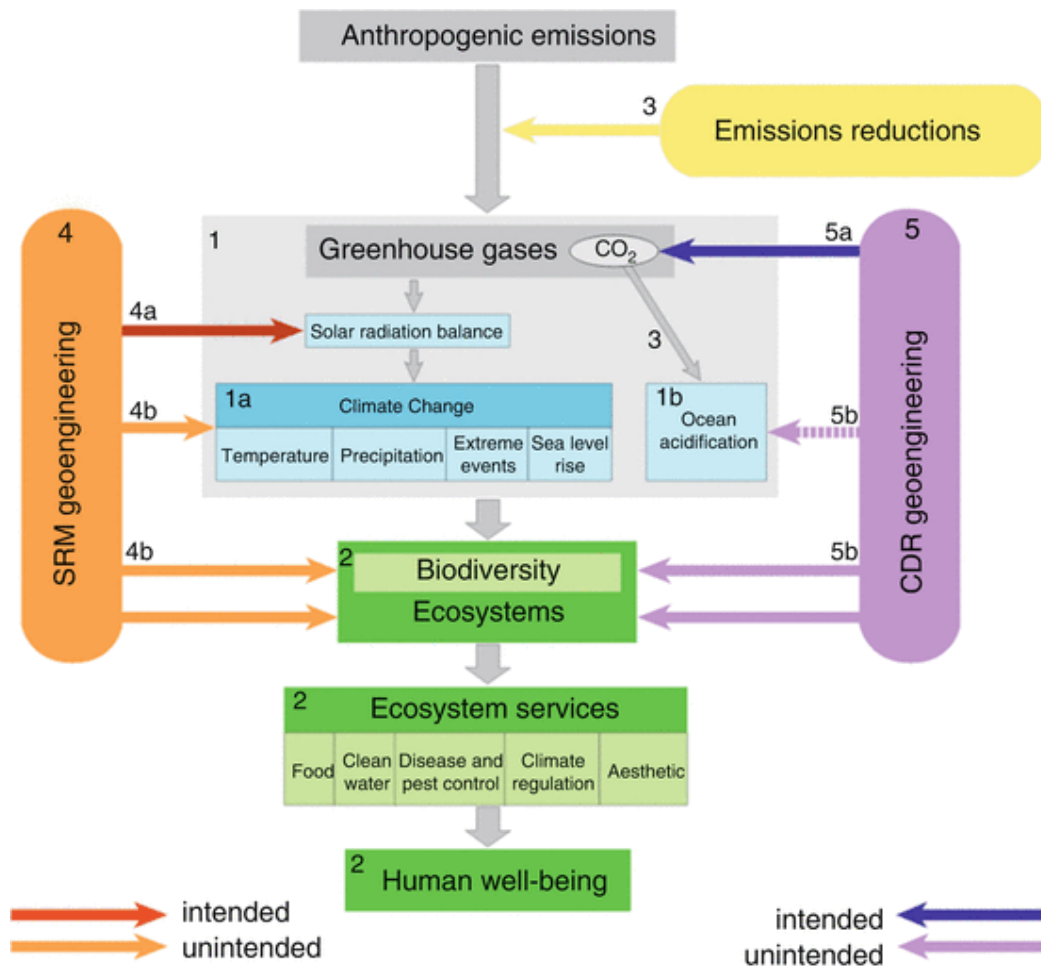 Anthropogenic emissions
3
Emissions reductions
4
SRM geoengineering
1
Greenhouse gases
CO₂
5a
5
CDR geoengineering
4a
Solar radiation balance
3
1a
Climate Change
1b
Ocean
acidification
4b
5b
Temperature
Precipitation
Extreme
events
Sea level
rise
4b
2
Biodiversity
Ecosystems
5b
2
Ecosystem services
Food
Clean
water
Disease and
pest control
Climate
regulation
Aesthetic
2
Human well-being
intended
unintended
intended
unintended